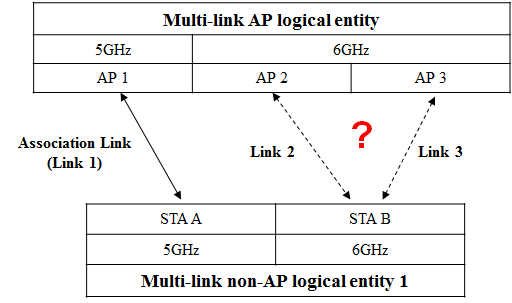 Multi-link AP logical entity
5GHz 6GHz
AP 1 AP 2 AP 3
Association Link
(Link 1)
Link 2
?
Link 3
STA A STA B
5GHz 6GHz
Multi-link non-AP logical entity 1